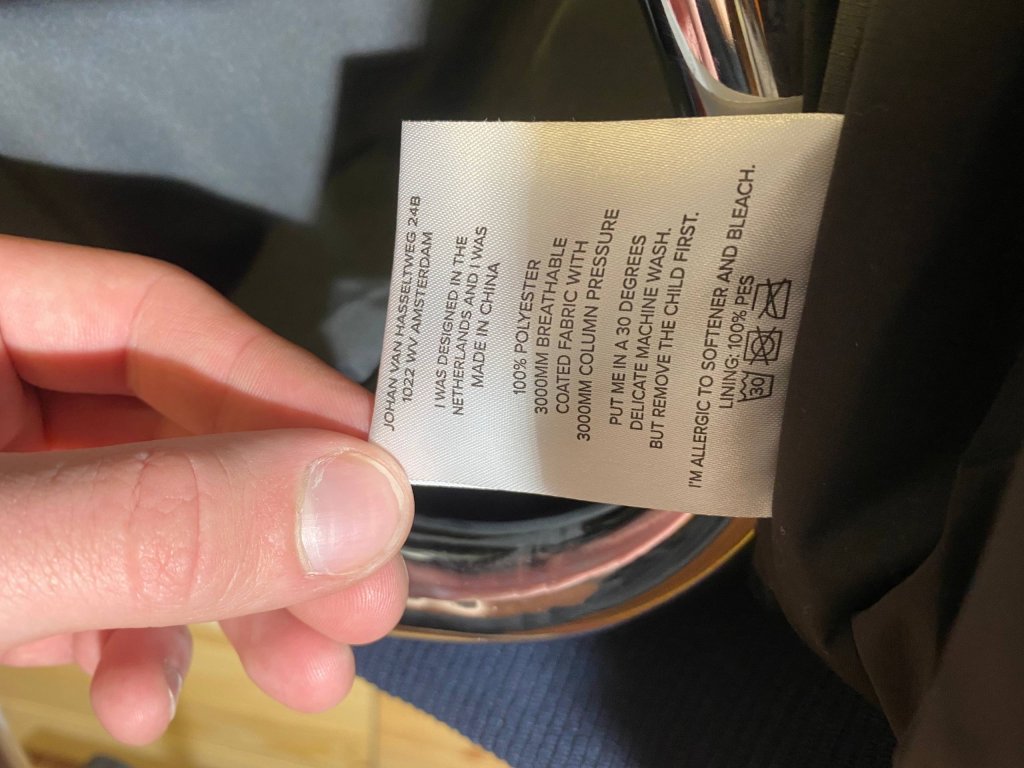 JOHAN VAN HASSELTWEG 24B
1022 WV AMSTERDAM
I WAS DESIGNED IN THE
NETHERLANDS AND I WAS
MADE IN CHINA
100% POLYESTER
3000MM BREATHABLE
COATED FABRIC WITH
3000MM COLUMN PRESSURE
PUT ME IN A 30 DEGREES
DELICATE MACHINE WASH.
BUT REMOVE THE CHILD FIRST.
I'M ALLERGIC TO SOFTENER AND BLEACH.
LINING: 100% PES
30